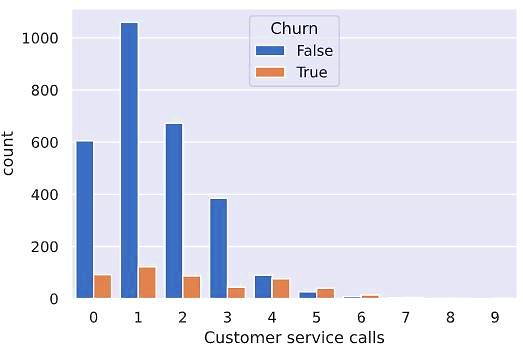 Churn
False
True
1000
800
600
400
200
0
count
0 1 2 3 4 5 6 7 8 9
Customer service calls